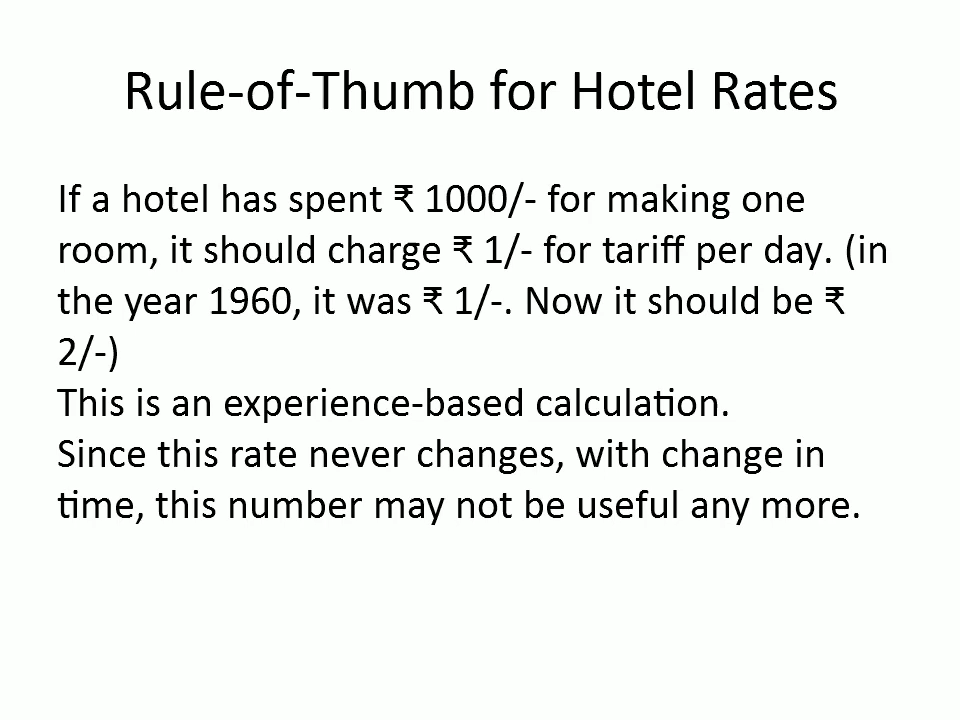 Rule-of-Thumb for Hotel Rates
If a hotel has spent ₹ 1000/- for making one
room, it should charge ₹ 1/- for tariff per day. (in
the year 1960, it was ₹ 1/-. Now it should be ₹
2/-)
This is an experience-based calculation.
Since this rate never changes, with change in
time, this number may not be useful any more.